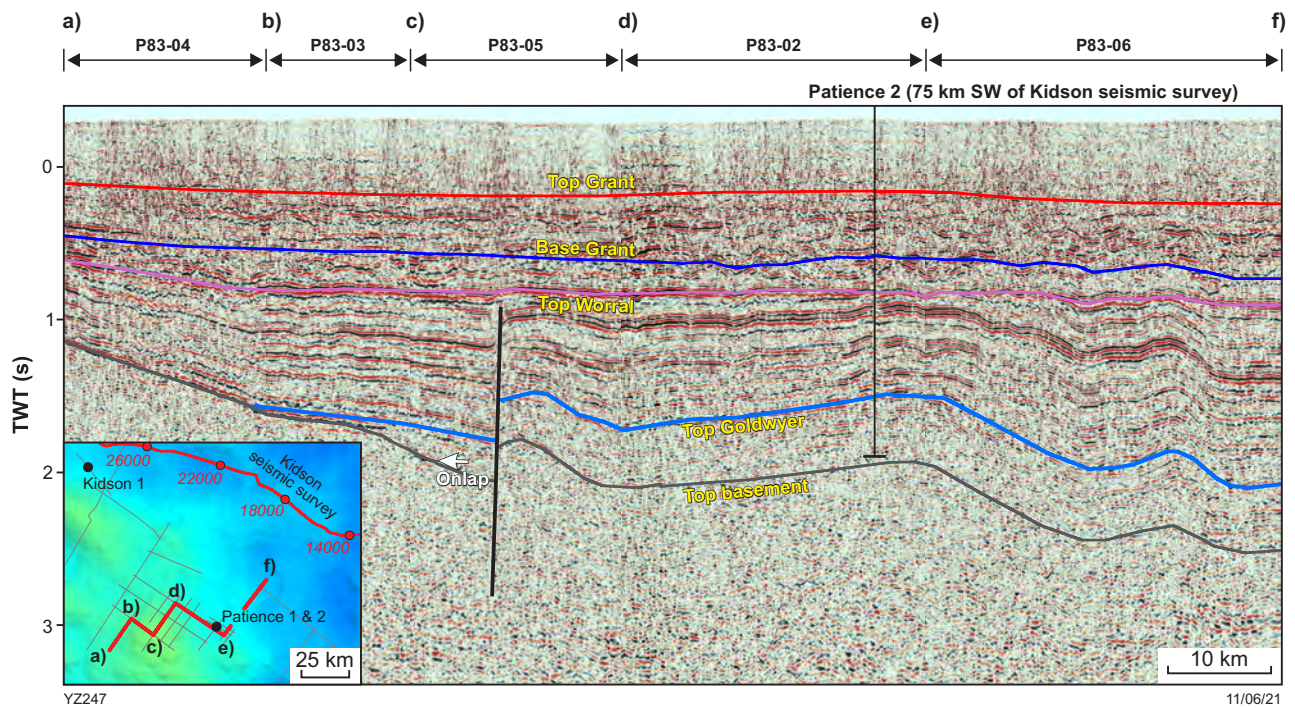 a) b) c) d) e) f)
P83-04 P83-03 P83-05 P83-02 P83-06
Patience 2 (75 km SW of Kidson seismic survey)
0
Top Grant
Base Grant
Top Worral
1
TWT (s)
Top Goldwyer
2
Onlap
Top basement
3
26000
22000
Kidson
seismic
survey
Kidson 1
18000
14000
f)
d)
b)
Patience 1 & 2
c)
e)
a)
25 km
10 km
YZ247
11/06/21